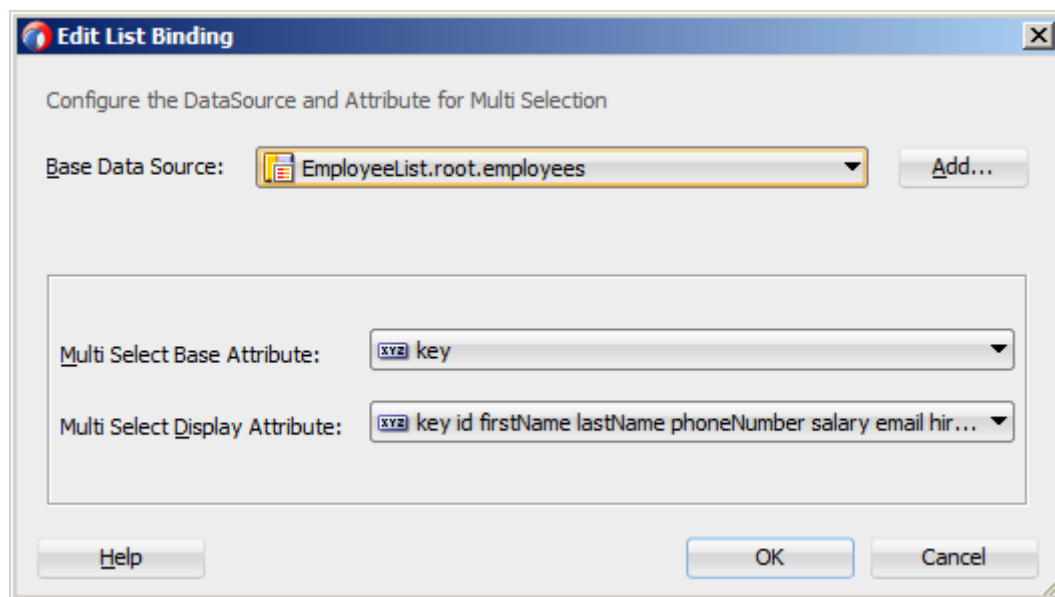 Edit List Binding
Configure the DataSource and Attribute for Multi Selection
Base Data Source: EmployeeList.root.employees Add...
Multi Select Base Attribute: xyz key
Multi Select Display Attribute: xyz key id firstName lastName phoneNumber salary email hir...
Help OK Cancel